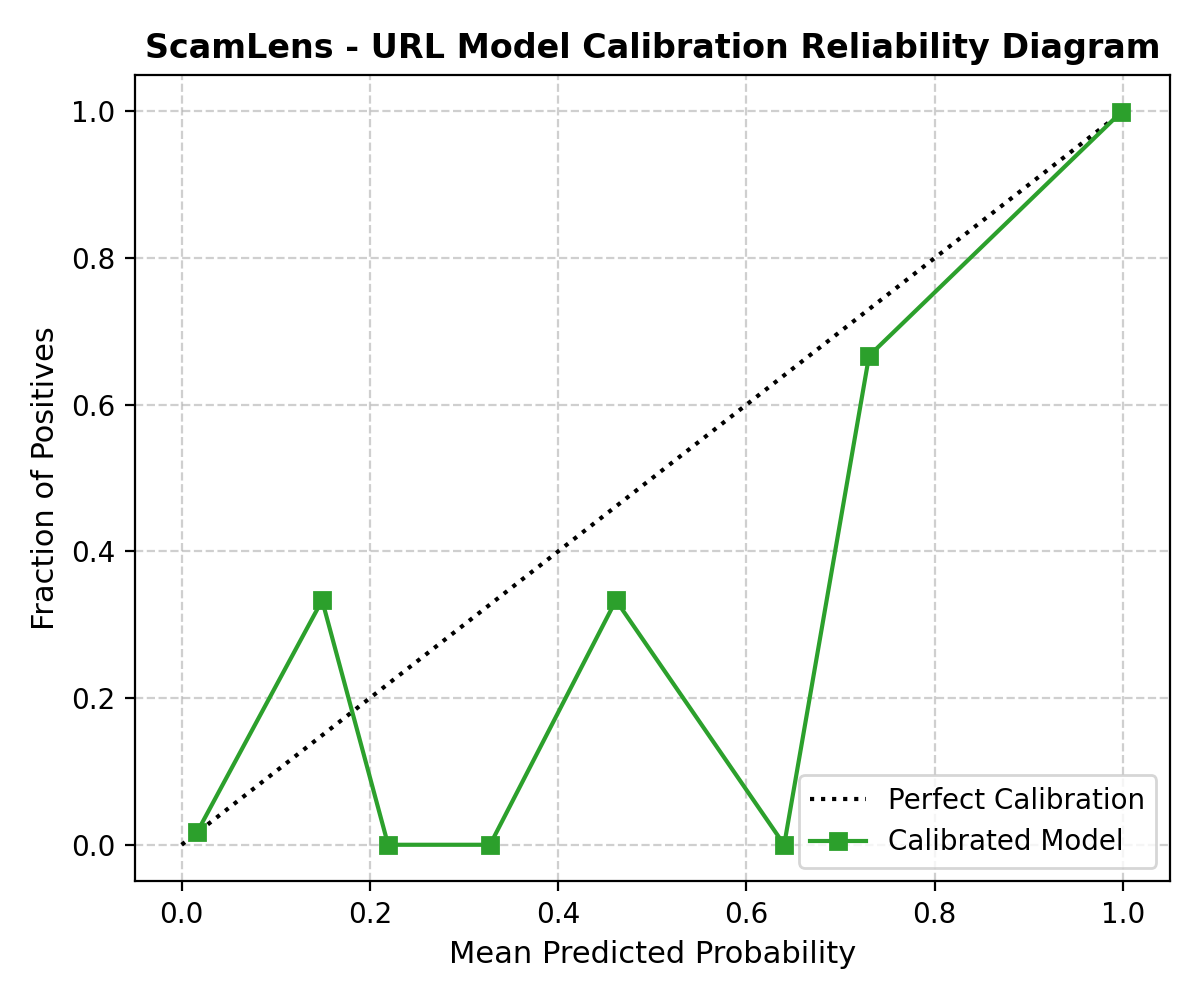 ScamLens - URL Model Calibration Reliability Diagram
1.0
0.8
0.6
0.4
0.2
0.0
Fraction of Positives
0.0 0.2 0.4 0.6 0.8 1.0
Mean Predicted Probability
Perfect Calibration
Calibrated Model